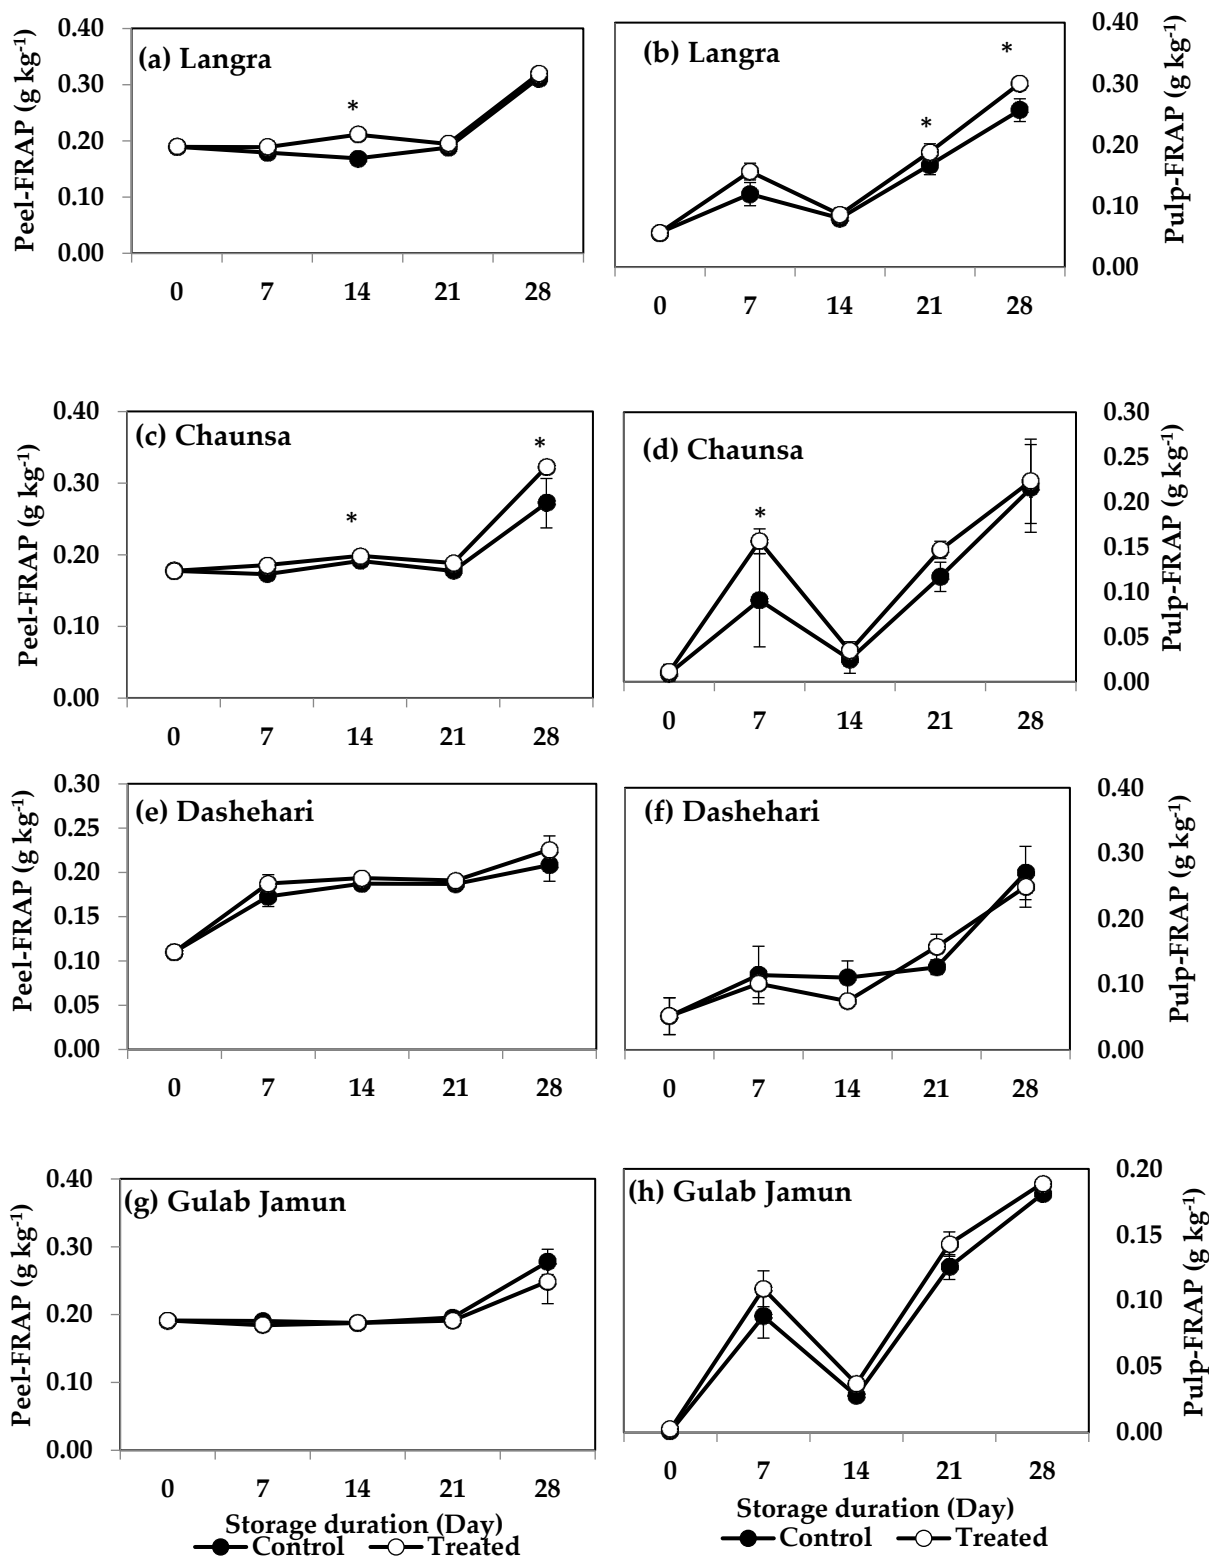 (a) Langra
Peel-FRAP (g kg-1)
0.40
0.30
0.20
0.10
0.00
*
0 7 14 21 28
(b) Langra
Pulp-FRAP (g kg-1)
0.40
0.30
0.20
0.10
0.00
*
*
0 7 14 21 28
(c) Chaunsa
Peel-FRAP (g kg-1)
0.40
0.30
0.20
0.10
0.00
*
*
0 7 14 21 28
(d) Chaunsa
Pulp-FRAP (g kg-1)
0.30
0.25
0.20
0.15
0.10
0.05
0.00
*
0 7 14 21 28
(e) Dashehari
Peel-FRAP (g kg-1)
0.30
0.25
0.20
0.15
0.10
0.05
0.00
0 7 14 21 28
(f) Dashehari
Pulp-FRAP (g kg-1)
0.40
0.30
0.20
0.10
0.00
0 7 14 21 28
(g) Gulab Jamun
Peel-FRAP (g kg-1)
0.40
0.30
0.20
0.10
0.00
0 7 14 21 28
Storage duration (Day)
Control Treated
(h) Gulab Jamun
Pulp-FRAP (g kg-1)
0.20
0.15
0.10
0.05
0.00
0 7 14 21 28
Storage duration (Day)
Control Treated